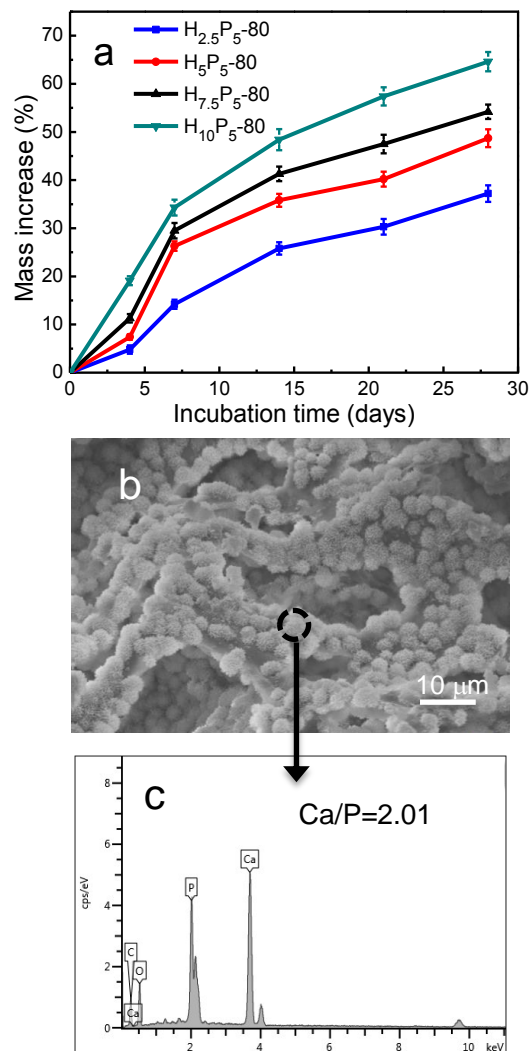 a
H2.5P5-80
H5P5-80
H7.5P5-80
H10P5-80
Mass increase (%)
70
60
50
40
30
20
10
0
0 5 10 15 20 25 30
Incubation time (days)
b
10 μm
c
Ca/P=2.01
cps/eV
8
6
4
2
0
C
O
Ca
P
Ca
2 4 6 8 10 keV